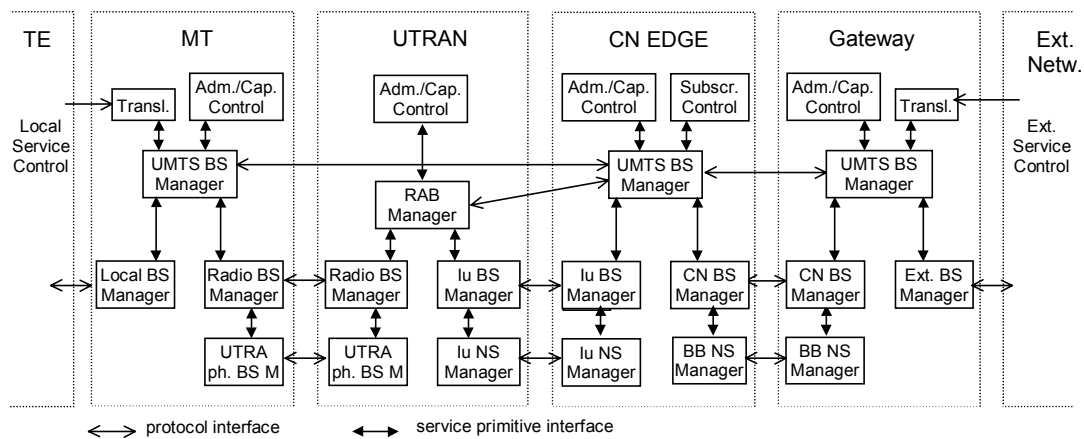 TE
MT
UTRAN
CN EDGE
Gateway
Ext.
Netw.
Transl.
Adm./Cap.
Control
Adm./Cap.
Control
Adm./Cap.
Control
Subscr.
Control
Adm./Cap.
Control
Transl.
Local
Service
Control
Ext.
Service
Control
UMTS BS
Manager
UMTS BS
Manager
UMTS BS
Manager
RAB
Manager
Local BS
Manager
Radio BS
Manager
Radio BS
Manager
Iu BS
Manager
Iu BS
Manager
CN BS
Manager
CN BS
Manager
Ext. BS
Manager
UTRA
ph. BS M
UTRA
ph. BS M
Iu NS
Manager
Iu NS
Manager
BB NS
Manager
BB NS
Manager
protocol interface
service primitive interface